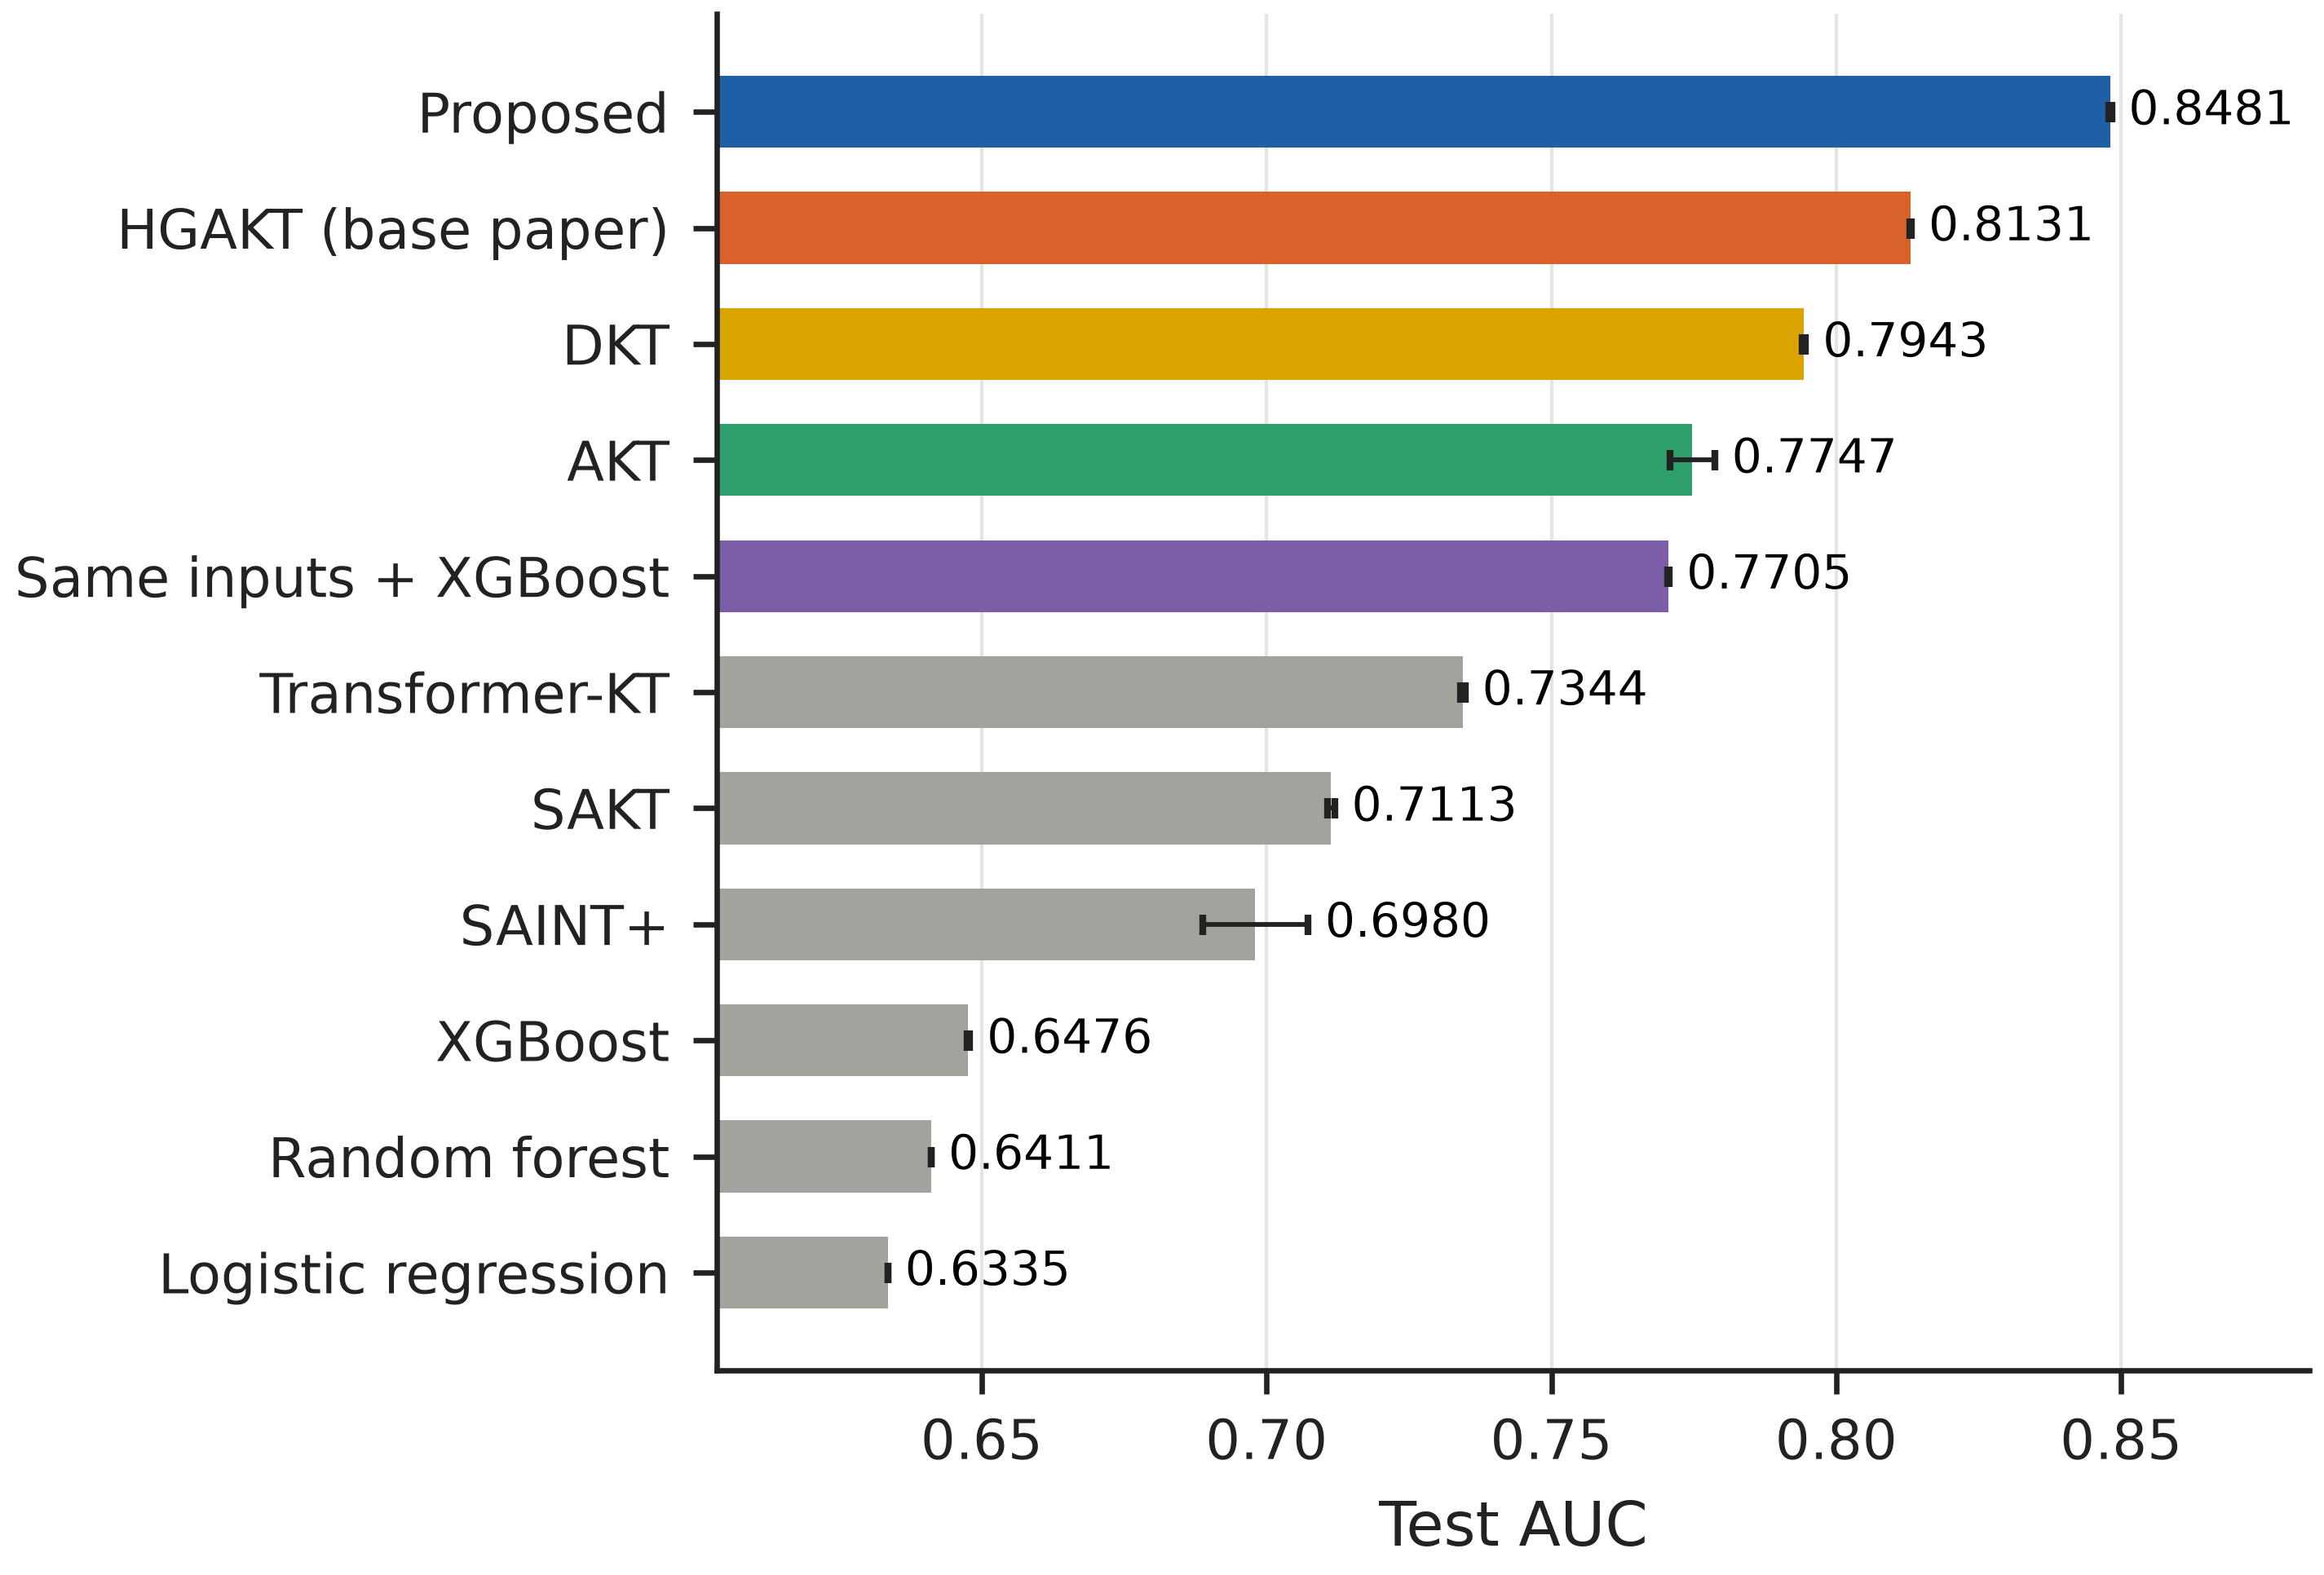 Proposed 0.8481
HGAKT (base paper) 0.8131
DKT 0.7943
AKT 0.7747
Same inputs + XGBoost 0.7705
Transformer-KT 0.7344
SAKT 0.7113
SAINT+ 0.6980
XGBoost 0.6476
Random forest 0.6411
Logistic regression 0.6335
0.65 0.70 0.75 0.80 0.85
Test AUC